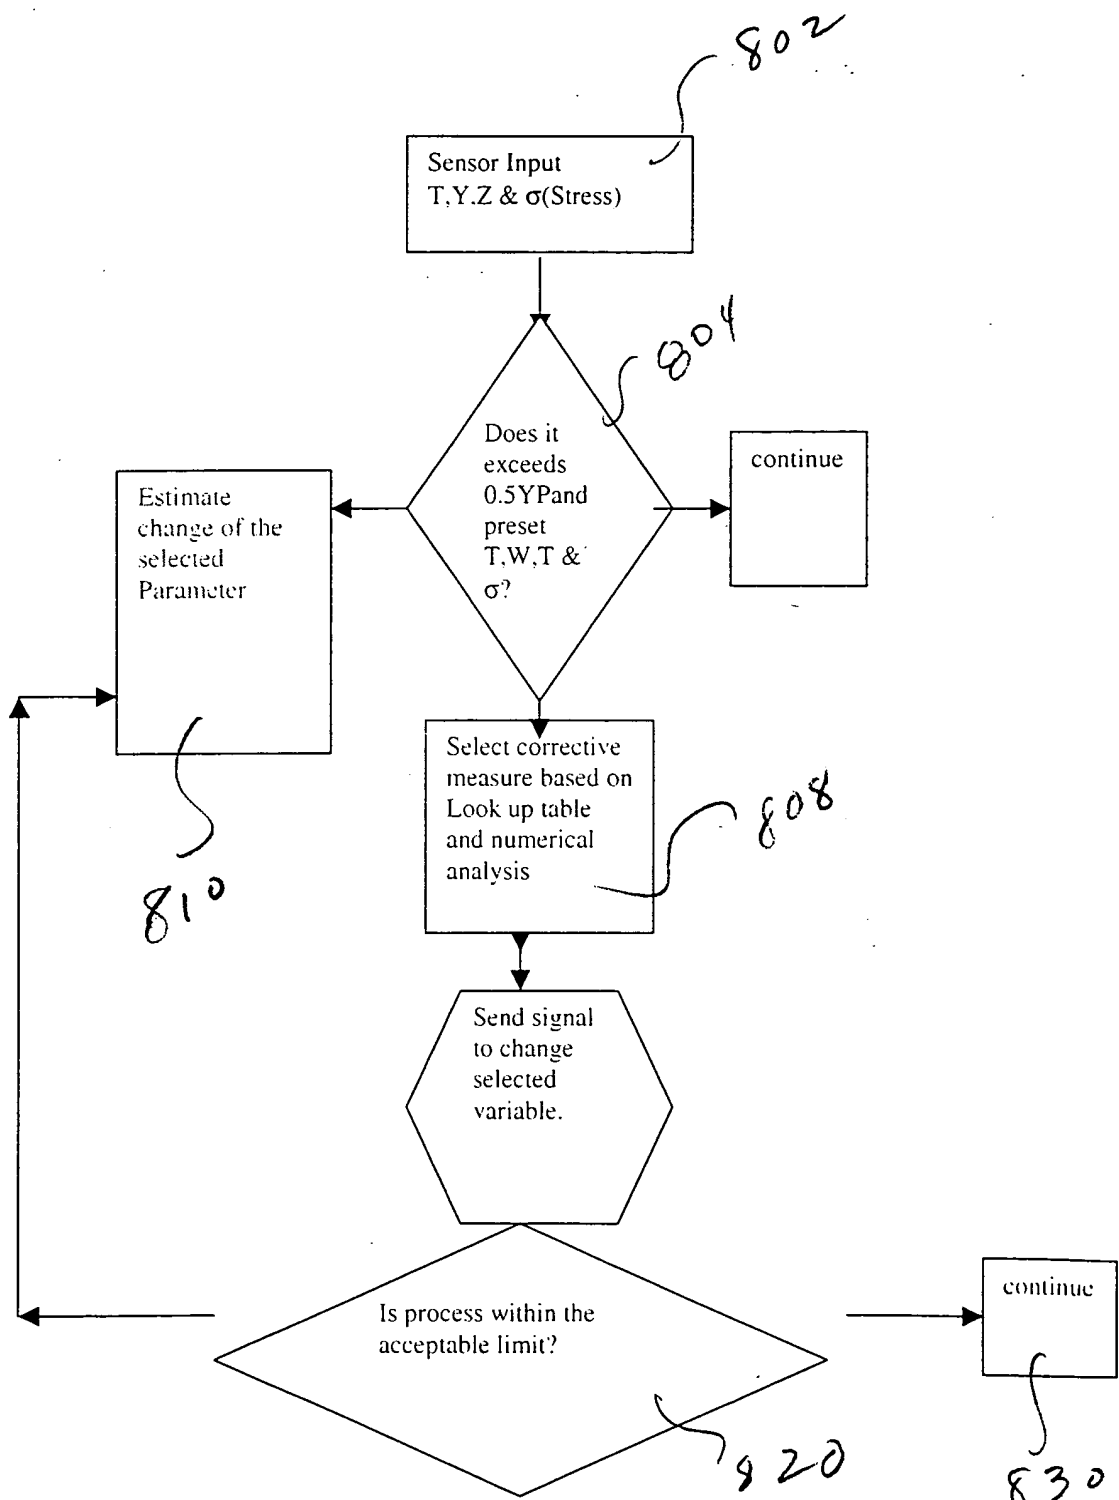 802
Sensor Input
T,Y.Z & σ(Stress)
804
Does it
exceeds
0.5YPand
preset
T,W,T &
σ?
continue
Estimate
change of the
selected
Parameter
810
Select corrective
measure based on
Look up table
and numerical
analysis
808
Send signal
to change
selected
variable.
Is process within the
acceptable limit?
820
continue
830